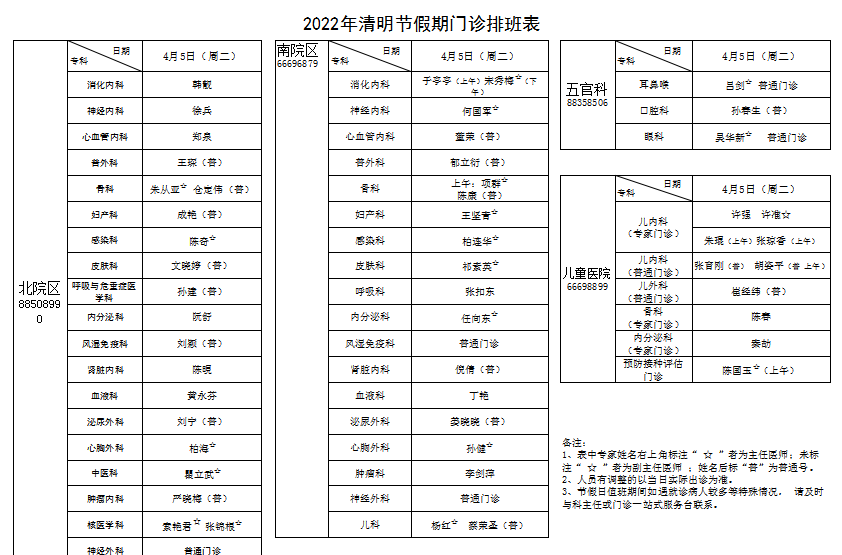 2022年清明节假期门诊排班表
北院区
8850899
0
专科 日期 4月5日（周二）
消化内科 韩靓
神经内科 徐兵
心血管内科 郑泉
普外科 王琛（普）
骨科 朱从亚☆ 仓定伟（普）
妇产科 成艳（普）
感染科 陈奇☆
皮肤科 文晓婷（普）
呼吸与危重症医
学科 孙建（普）
内分泌科 阮舒
风湿免疫科 刘颖（普）
肾脏内科 陈砚
血液科 黄永芬
泌尿外科 刘宁（普）
心胸外科 柏海☆
中医科 瞿立武☆
肿瘤内科 严晓梅（普）
核医学科 索艳君☆ 张锦根☆
神经外科 普通门诊
南院区
66696879
专科 日期 4月5日（周二）
消化内科 于亭亭（上午）宋秀梅☆（下
午）
神经内科 何国军☆
心血管内科 董荣（普）
普外科 郁立衍（普）
骨科 上午：项群☆
陈康（普）
妇产科 王坚青☆
感染科 柏连华☆
皮肤科 祁素英☆
呼吸科 张扣东
内分泌科 任向东☆
风湿免疫科 普通门诊
肾脏内科 倪倩（普）
血液科 丁艳
泌尿外科 晓晓（普）
心胸外科 孙健☆
肿瘤科 李剑萍
神经外科 普通门诊
儿科 杨红☆ 蔡荣圣（普）
五官科
88358506
专科 日期 4月5日（周二）
耳鼻喉 吕剑☆ 普通门诊
口腔科 孙春生（普）
眼科 吴华新☆ 普通门诊
儿童医院
66698899
专科 日期 4月5日（周二）
儿内科
（专家门诊）
许强 许准☆
朱琨（上午）张琼香（上午）
儿内科
（普通门诊） 张育刚（普） 胡姿平（普 上午）
儿外科
（普通门诊） 崔经纬（普）
骨科
（专家门诊） 陈春
内分泌科
（专家门诊） 秦劼
预防接种评估
门诊 陈国玉☆（上午）
备注：
1、表中专家姓名右上角标注“ ☆ ”者为主任医师；未标
注“ ☆ ”者为副主任医师 ；姓名后标“普”为普通号。
2、人员有调整的以当日实际出诊为准。
3、节假日值班期间如遇就诊病人较多等特殊情况， 请及时
与科主任或门诊一站式服务台联系。